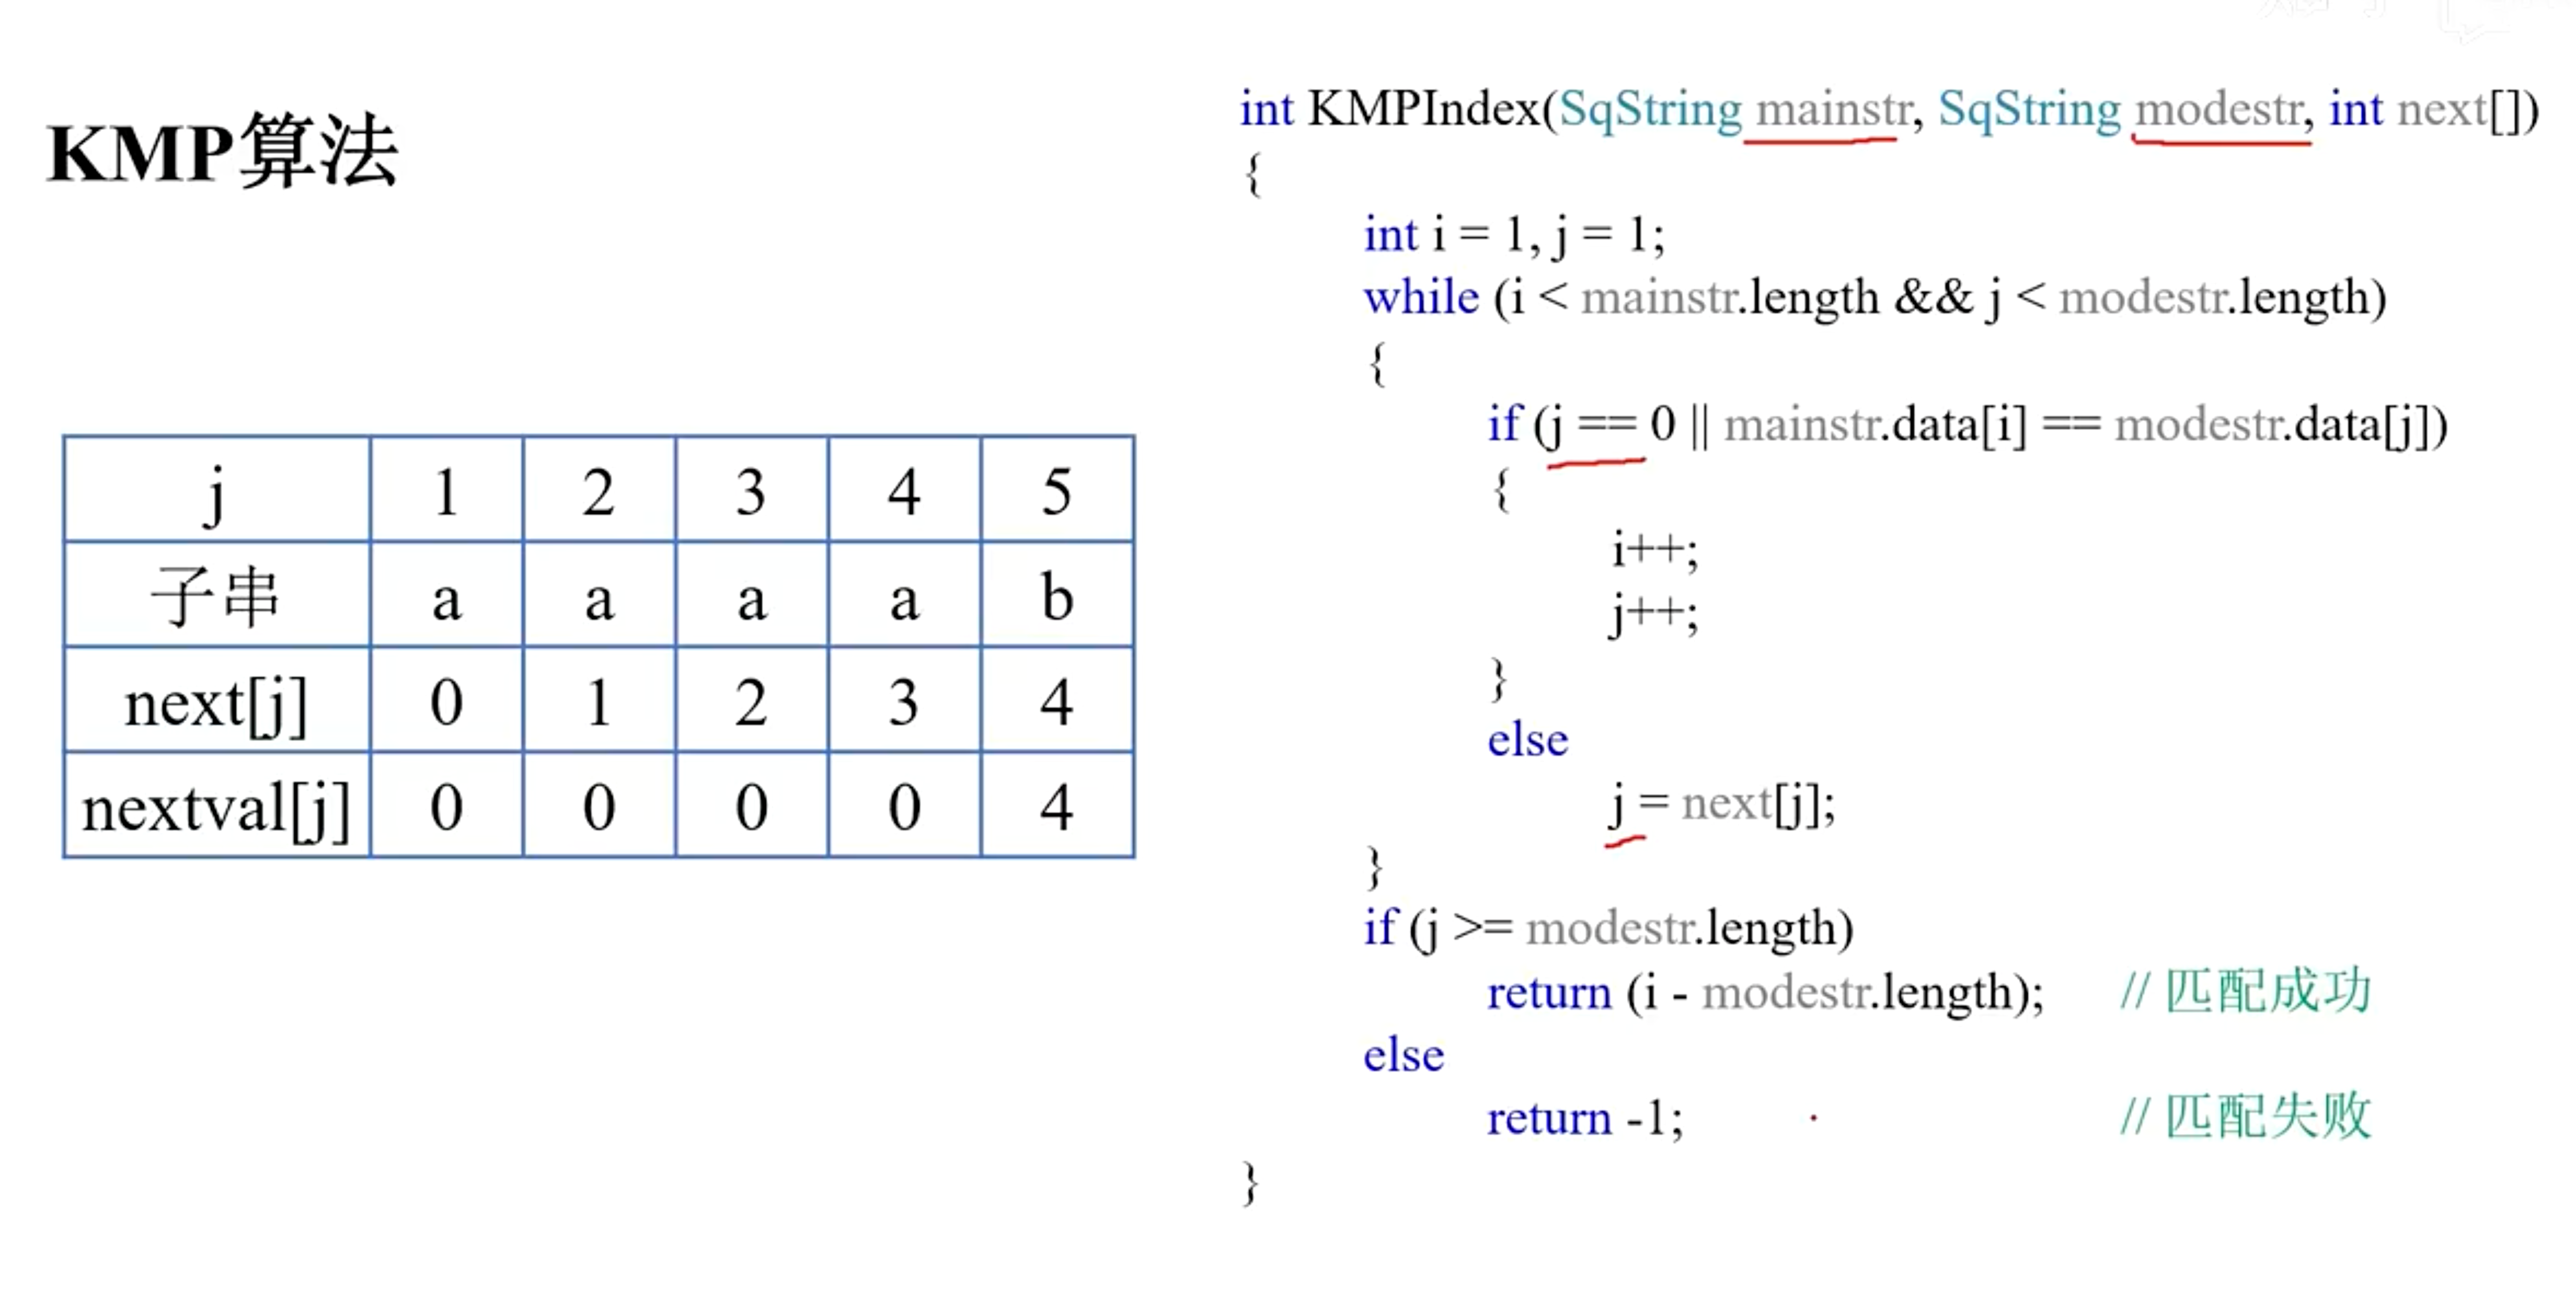 KMP算法
j 1 2 3 4 5
子串 a a a a b
next[j] 0 1 2 3 4
nextval[j] 0 0 0 0 4
int KMPIndex(SqString mainstr, SqString modestr, int next[])
{
int i = 1, j = 1;
while (i < mainstr.length && j < modestr.length)
{
if (j == 0 || mainstr.data[i] == modestr.data[j])
{
i++;
j++;
}
else
j = next[j];
}
if (j >= modestr.length)
return (i - modestr.length); // 匹配成功
else
return -1; // 匹配失败
}